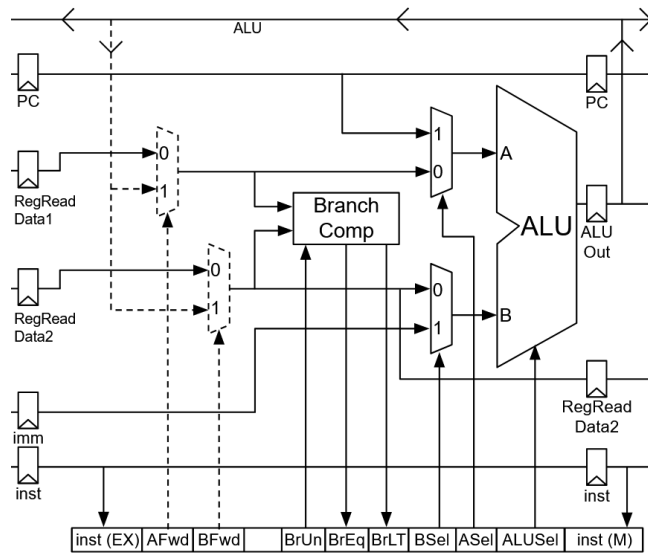 ALU
PC
PC
1
0
A
0
1
RegRead
Data1
Branch
Comp
ALU
ALU
Out
0
1
RegRead
Data2
0
1
B
RegRead
Data2
imm
inst
inst
inst (EX) AFwd BFwd BrUn BrEq BrLT BSel ASel ALUSel inst (M)